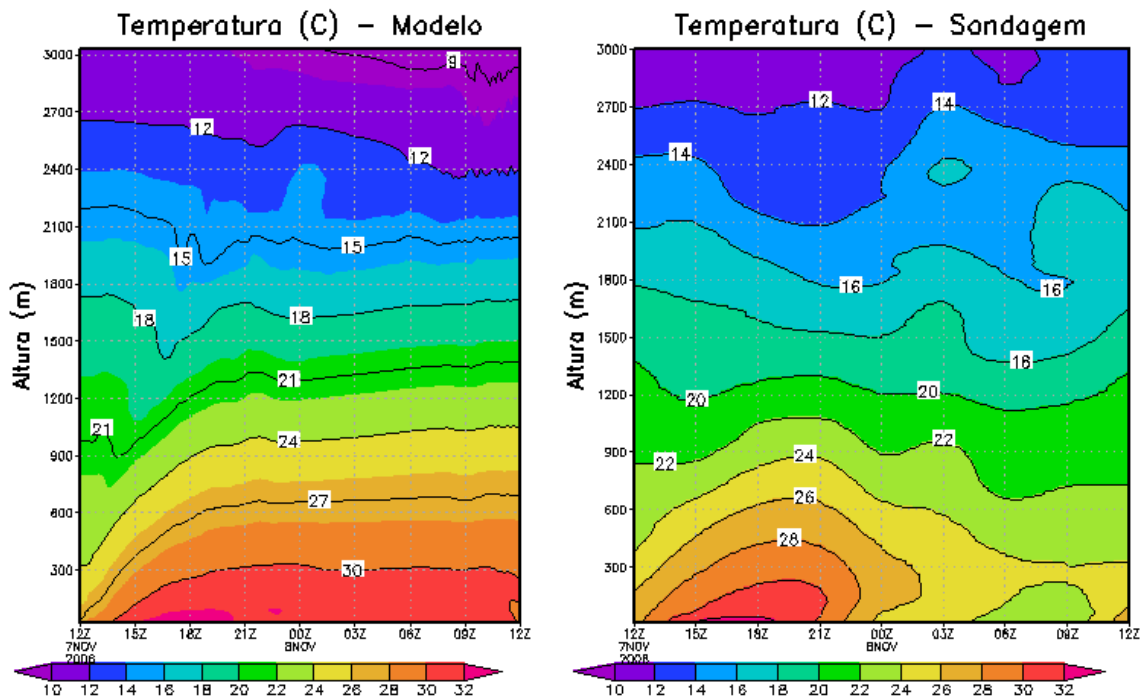 Temperatura (C) – Modelo
Altura (m)
3000
2700
2400
2100
1800
1500
1200
900
600
300
9
12
12
15
15
18
18
21
21
24
27
30
12Z
15Z
18Z
21Z
00Z
03Z
06Z
09Z
12Z
7NOV
8NOV
10 12 14 16 18 20 22 24 26 28 30 32
Temperatura (C) – Sondagem
Altura (m)
3000
2700
2400
2100
1800
1500
1200
900
600
300
12
14
14
16
16
18
20
20
22
22
24
26
28
12Z
15Z
18Z
21Z
00Z
03Z
06Z
09Z
12Z
7NOV
8NOV
10 12 14 16 18 20 22 24 26 28 30 32